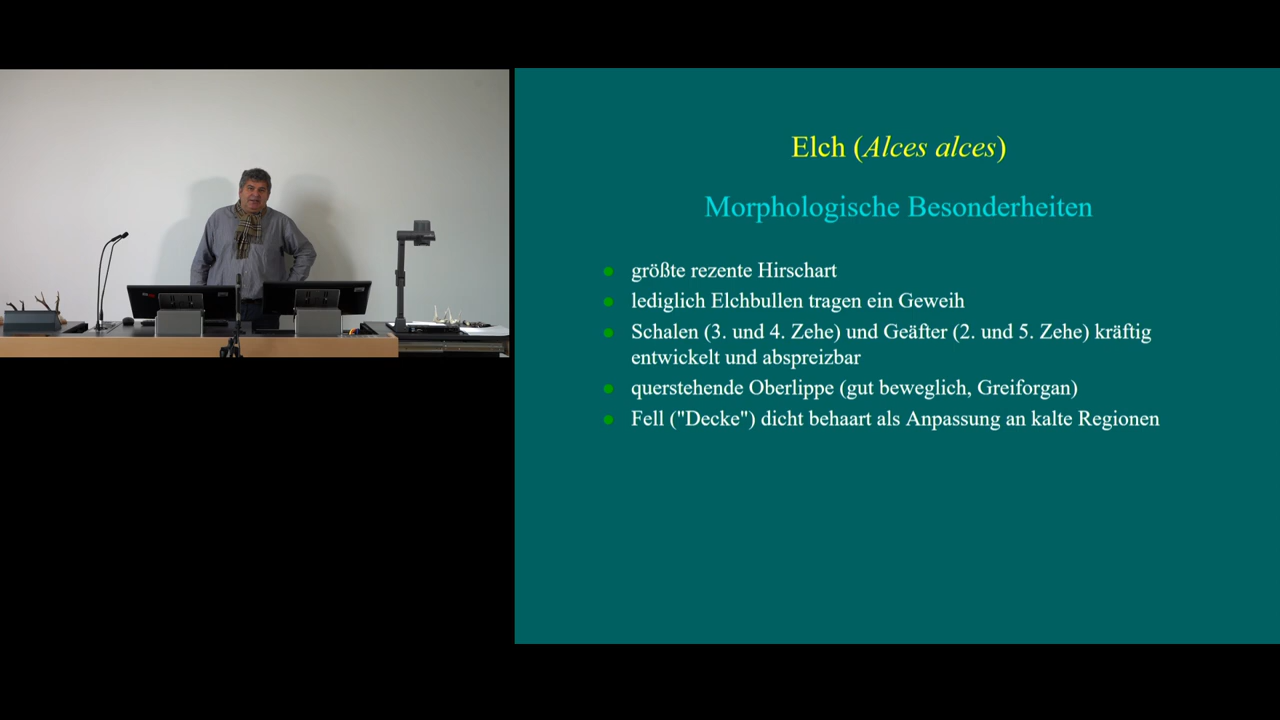 Elch (Alces alces)
Morphologische Besonderheiten
größte rezente Hirschart
lediglich Elchbullen tragen ein Geweih
Schalen (3. und 4. Zehe) und Geäfter (2. und 5. Zehe) kräftig
entwickelt und abspreizbar
querstehende Oberlippe (gut beweglich, Greiforgan)
Fell ("Decke") dicht behaart als Anpassung an kalte Regionen